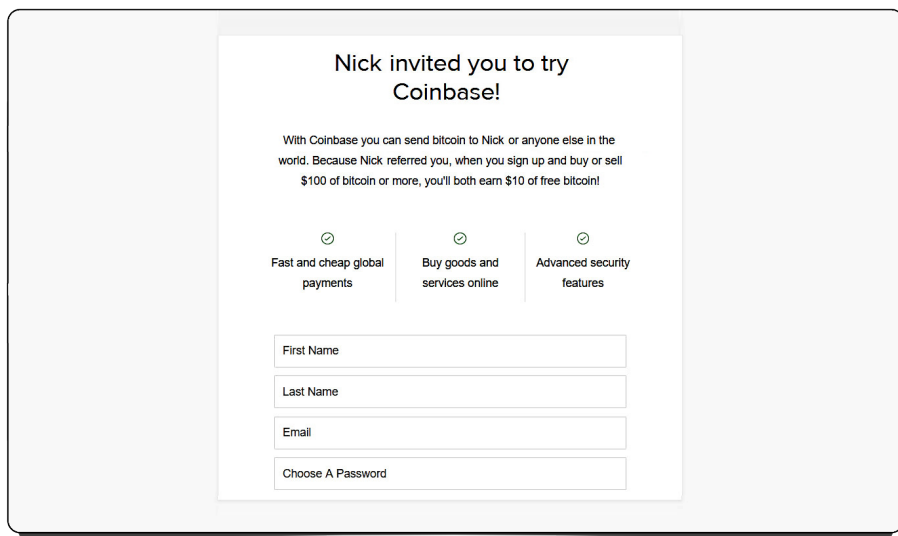 Nick invited you to try
Coinbase!
With Coinbase you can send bitcoin to Nick or anyone else in the
world. Because Nick referred you, when you sign up and buy or sell
$100 of bitcoin or more, you'll both earn $10 of free bitcoin!
Fast and cheap global
payments
Buy goods and
services online
Advanced security
features
First Name
Last Name
Email
Choose A Password